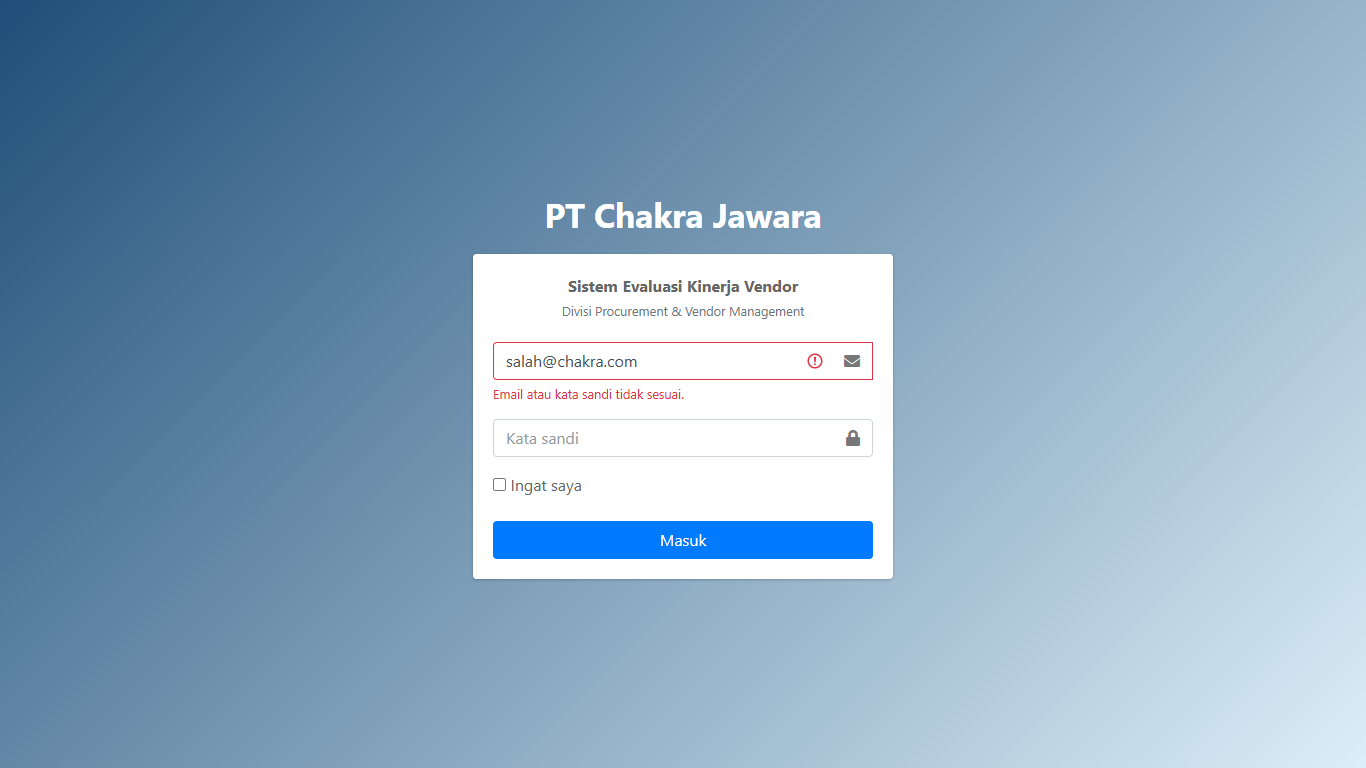 PT Chakra Jawara
Sistem Evaluasi Kinerja Vendor
Divisi Procurement & Vendor Management
salah@chakra.com
Email atau kata sandi tidak sesuai.
Kata sandi
Ingat saya
Masuk